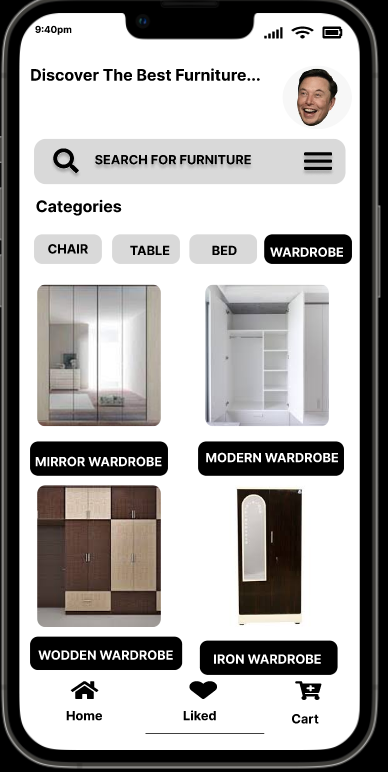 9:40pm
Discover The Best Furniture...
SEARCH FOR FURNITURE
Categories
CHAIR TABLE BED WARDROBE
MIRROR WARDROBE MODERN WARDROBE
WODDEN WARDROBE IRON WARDROBE
Home Liked Cart